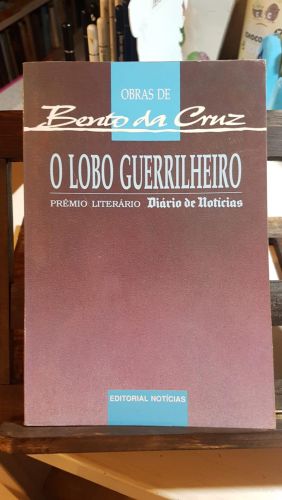 OBRAS DE
Bento da Cruz
O LOBO GUERRILHEIRO
PRÉMIO LITERÁRIO Diário de Notícias
EDITORIAL NOTÍCIAS